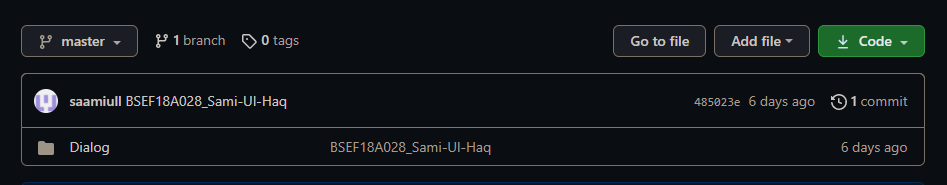 master 1 branch 0 tags Go to file Add file Code
saamiull BSEF18A028_Sami-Ul-Haq 485023e 6 days ago 1 commit
Dialog BSEF18A028_Sami-Ul-Haq 6 days ago